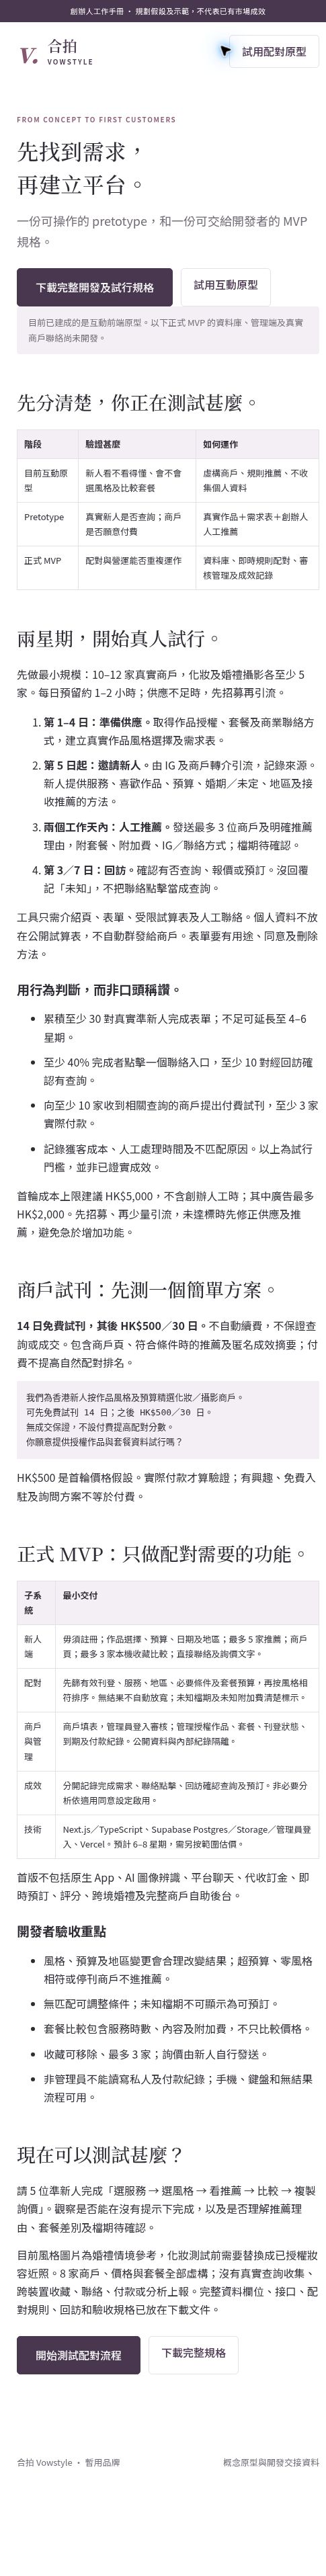 創辦人工作手冊 · 規劃假設及示範，不代表已有市場成效
V. 合拍
VOWSTYLE
試用配對原型
FROM CONCEPT TO FIRST CUSTOMERS
先找到需求，
再建立平台。
一份可操作的 pretotype，和一份可交給開發者的 MVP
規格。
下載完整開發及試行規格
試用互動原型
目前已建成的是互動前端原型。以下正式 MVP 的資料庫、管理端及真實
商戶聯絡尚未開發。
先分清楚，你正在測試甚麼。
階段 驗證甚麼 如何運作
目前互動原 新人看不看得懂、會不會 虛構商戶、規則推薦、不收
型 選風格及比較套餐 集個人資料
Pretotype 真實新人是否查詢；商戶 真實作品＋需求表＋創辦人
是否願意付費 人工推薦
正式 MVP 配對與營運能否重複運作 資料庫、即時規則配對、審
核管理及成效記錄
兩星期，開始真人試行。
先做最小規模：10–12 家真實商戶，化妝及婚禮攝影各至少 5
家。每日預留約 1–2 小時；供應不足時，先招募再引流。
1. 第 1–4 日：準備供應。取得作品授權、套餐及商業聯絡方
式，建立真實作品風格選擇及需求表。
2. 第 5 日起：邀請新人。由 IG 及商戶轉介引流，記錄來源。
新人提供服務、喜歡作品、預算、婚期／未定、地區及接
收推薦的方法。
3. 兩個工作天內：人工推薦。發送最多 3 位商戶及明確推薦
理由，附套餐、附加費、IG／聯絡方式；檔期待確認。
4. 第 3／7 日：回訪。確認有否查詢、報價或預訂。沒回覆
記「未知」，不把聯絡點擊當成查詢。
工具只需介紹頁、表單、受限試算表及人工聯絡。個人資料不放
在公開試算表，不自動群發給商戶。表單要有用途、同意及刪除
方法。
用行為判斷，而非口頭稱讚。
• 累積至少 30 對真實準新人完成表單；不足可延長至 4–6
星期。
• 至少 40% 完成者點擊一個聯絡入口，至少 10 對經回訪確
認有查詢。
• 向至少 10 家收到相關查詢的商戶提出付費試刊，至少 3 家
實際付款。
• 記錄獲客成本、人工處理時間及不匹配原因。以上為試行
門檻，並非已證實成效。
首輪成本上限建議 HK$5,000，不含創辦人工時；其中廣告最多
HK$2,000。先招募、再少量引流，未達標時先修正供應及推
薦，避免急於增加功能。
商戶試刊：先測一個簡單方案。
14 日免費試刊，其後 HK$500／30 日。不自動續費，不保證查
詢或成交。包含商戶頁、符合條件時的推薦及匿名成效摘要；付
費不提高自然配對排名。
我們為香港新人按作品風格及預算精選化妝／攝影商戶。
可先免費試刊 14 日；之後 HK$500／30 日。
無成交保證，不設付費提高配對分數。
你願意提供授權作品與套餐資料試行嗎？
HK$500 是首輪價格假設。實際付款才算驗證；有興趣、免費入
駐及詢問方案不等於付費。
正式 MVP：只做配對需要的功能。
子系 最小交付
統
新人 毋須註冊；作品選擇、預算、日期及地區；最多 5 家推薦；商戶
端 頁；最多 3 家本機收藏比較；直接聯絡及詢價文字。
配對 先篩有效刊登、服務、地區、必要條件及套餐預算，再按風格相
符排序。無結果不自動放寬；未知檔期及未知附加費清楚標示。
商戶 商戶填表，管理員登入審核；管理授權作品、套餐、刊登狀態、
與管 到期及付款紀錄。公開資料與內部紀錄隔離。
理
成效 分開記錄完成需求、聯絡點擊、回訪確認查詢及預訂。非必要分
析依適用同意設定啟用。
技術 Next.js／TypeScript、Supabase Postgres／Storage／管理員登
入、Vercel。預計 6–8 星期，需另按範圍估價。
首版不包括原生 App、AI 圖像辨識、平台聊天、代收訂金、即
時預訂、評分、跨境婚禮及完整商戶自助後台。
開發者驗收重點
• 風格、預算及地區變更會合理改變結果；超預算、零風格
相符或停刊商戶不進推薦。
• 無匹配可調整條件；未知檔期不可顯示為可預訂。
• 套餐比較包含服務時數、內容及附加費，不只比較價格。
• 收藏可移除、最多 3 家；詢價由新人自行發送。
• 非管理員不能讀寫私人及付款紀錄；手機、鍵盤和無結果
流程可用。
現在可以測試甚麼？
請 5 位準新人完成「選服務 → 選風格 → 看推薦 → 比較 → 複製
詢價」。觀察是否能在沒有提示下完成，以及是否理解推薦理
由、套餐差別及檔期待確認。
目前風格圖片為婚禮情境參考，化妝測試前需要替換成已授權妝
容近照。8 家商戶、價格與套餐全部虛構；沒有真實查詢收集、
跨裝置收藏、聯絡、付款或分析上報。完整資料欄位、接口、配
對規則、回訪和驗收規格已放在下載文件。
開始測試配對流程
下載完整規格
合拍 Vowstyle · 暫用品牌
概念原型與開發交接資料